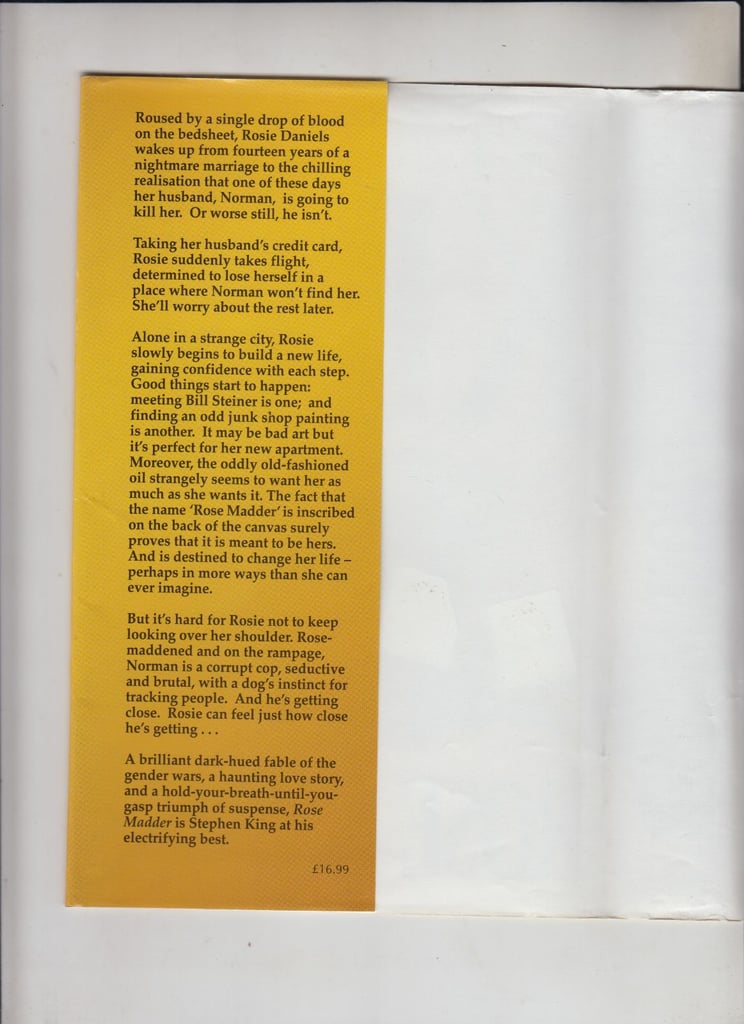 Roused by a single drop of blood
on the bedsheet, Rosie Daniels
wakes up from fourteen years of a
nightmare marriage to the chilling
realisation that one of these days
her husband, Norman, is going to
kill her. Or worse still, he isn't.
Taking her husband's credit card,
Rosie suddenly takes flight,
determined to lose herself in a
place where Norman won't find her.
She'll worry about the rest later.
Alone in a strange city, Rosie
slowly begins to build a new life,
gaining confidence with each step.
Good things start to happen:
meeting Bill Steiner is one; and
finding an odd junk shop painting
is another. It may be bad art but
it's perfect for her new apartment.
Moreover, the oddly old-fashioned
oil strangely seems to want her as
much as she wants it. The fact that
the name 'Rose Madder' is inscribed
on the back of the canvas surely
proves that it is meant to be hers.
And is destined to change her life –
perhaps in more ways than she can
ever imagine.
But it's hard for Rosie not to keep
looking over her shoulder. Rose-
maddened and on the rampage,
Norman is a corrupt cop, seductive
and brutal, with a dog's instinct for
tracking people. And he's getting
close. Rosie can feel just how close
he's getting . . .
A brilliant dark-hued fable of the
gender wars, a haunting love story,
and a hold-your-breath-until-you-
gasp triumph of suspense, Rose
Madder is Stephen King at his
electrifying best.
£16.99